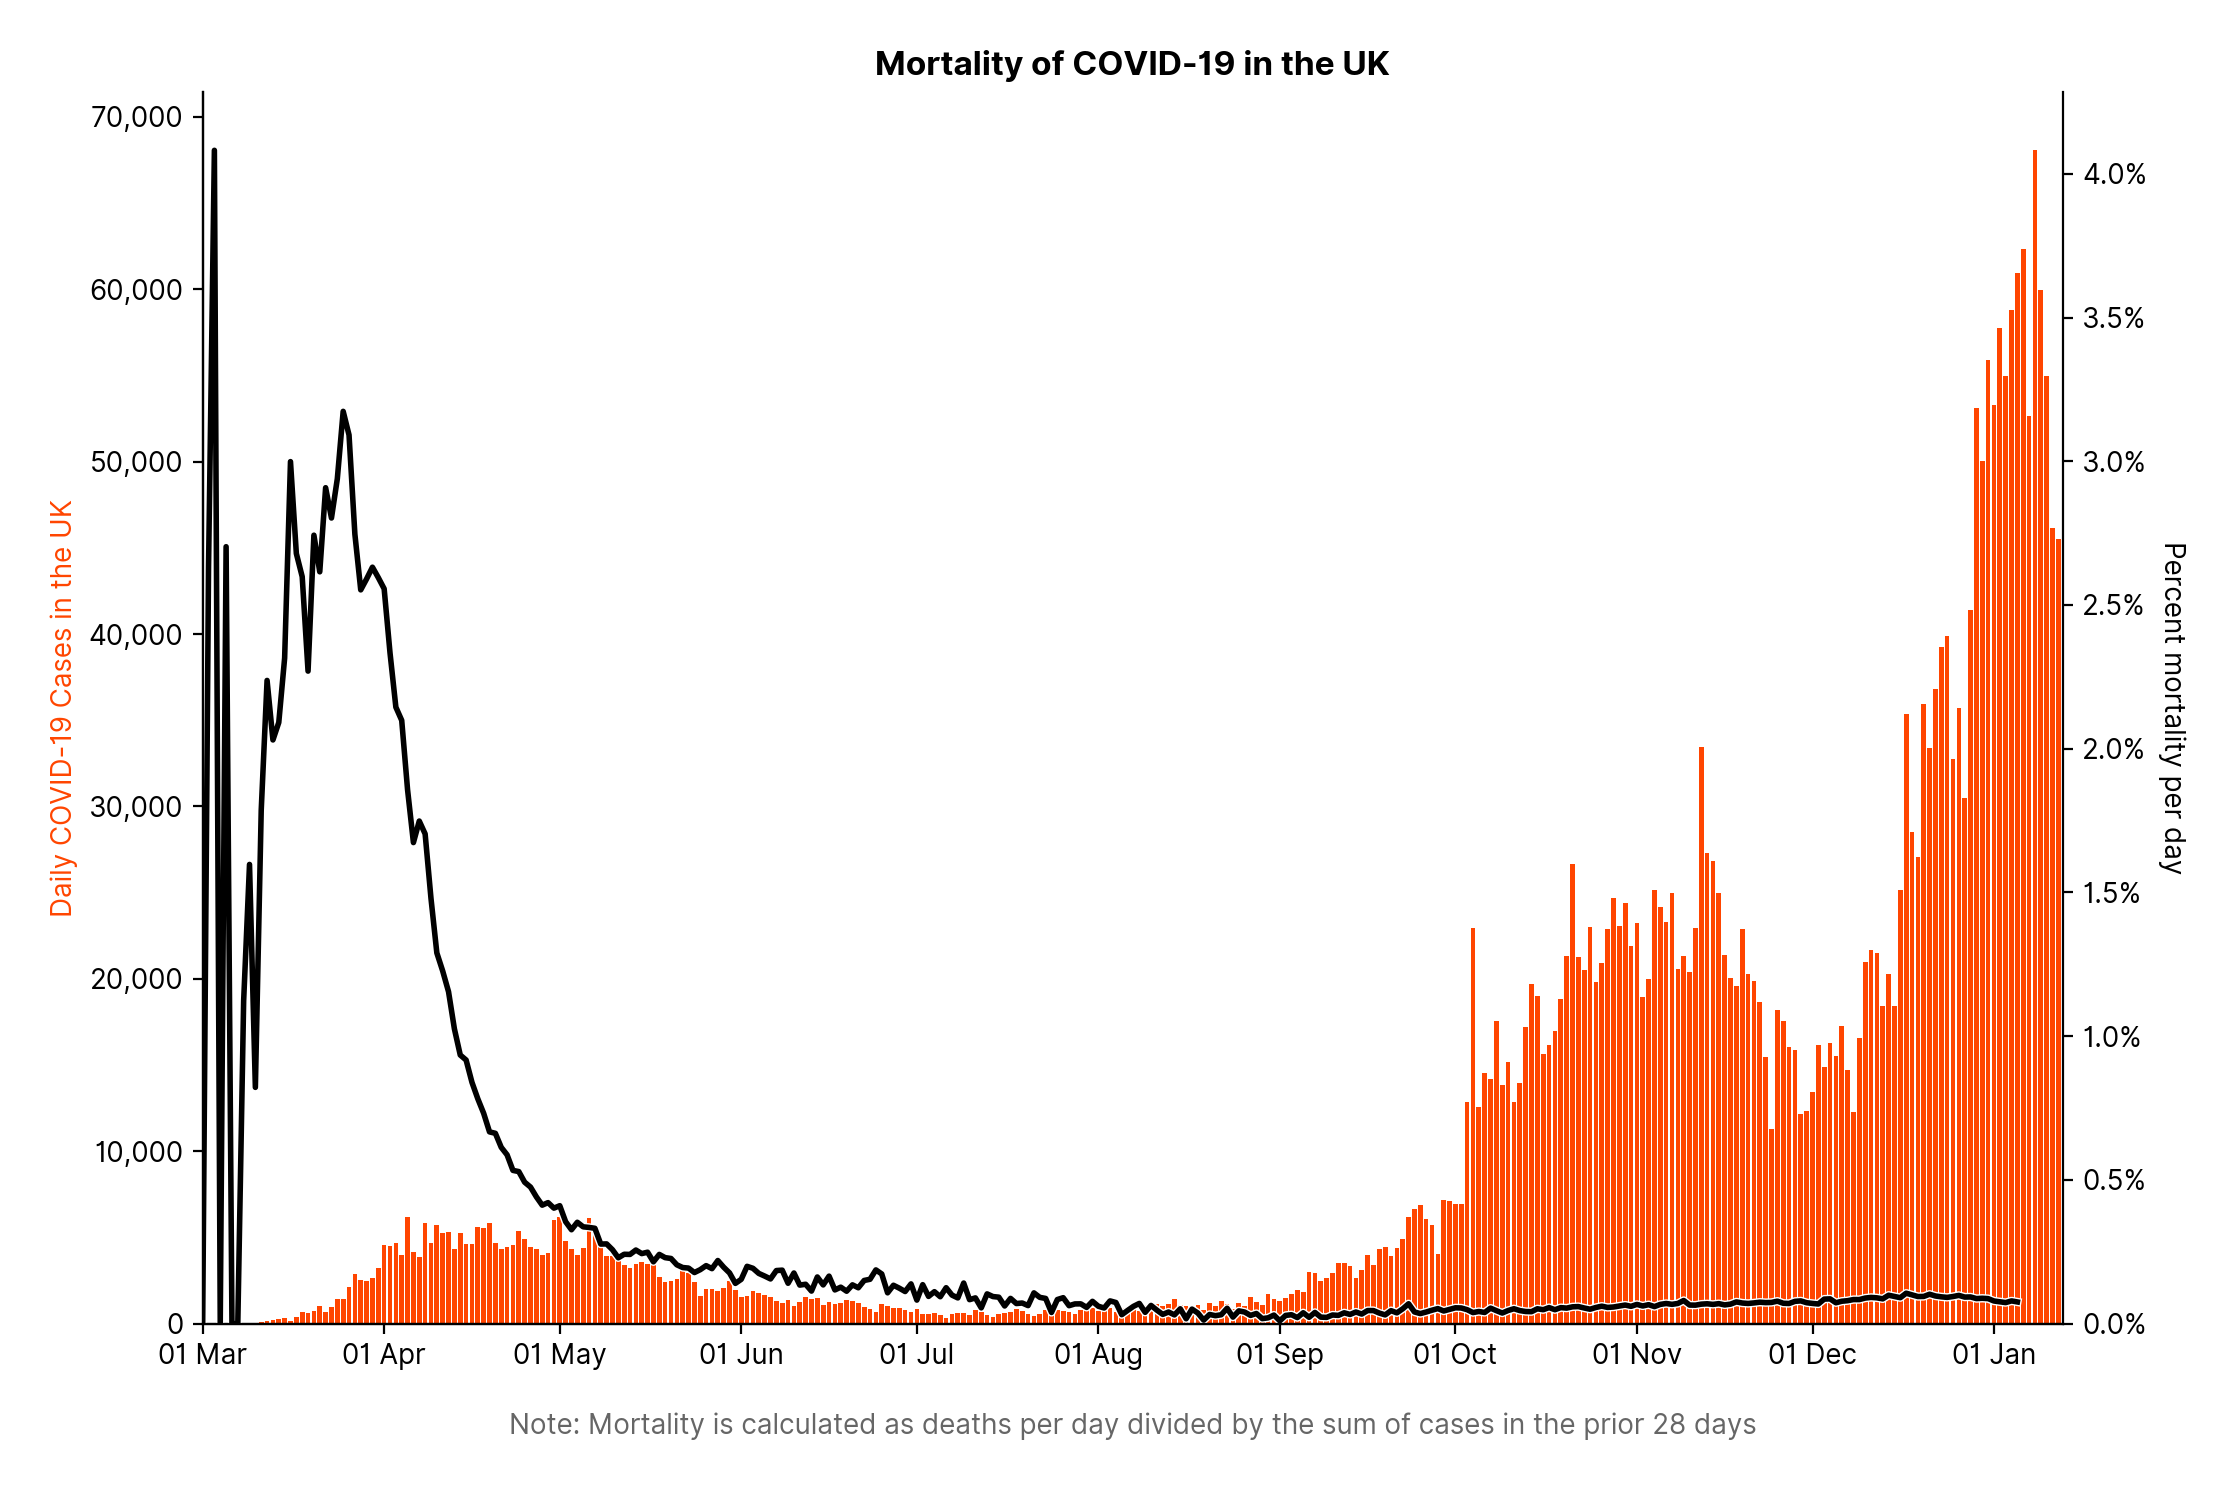 Mortality of COVID-19 in the UK
70,000
60,000
50,000
40,000
30,000
20,000
10,000
0
Daily COVID-19 Cases in the UK
4.0%
3.5%
3.0%
2.5%
2.0%
1.5%
1.0%
0.5%
0.0%
Percent mortality per day
01 Mar
01 Apr
01 May
01 Jun
01 Jul
01 Aug
01 Sep
01 Oct
01 Nov
01 Dec
01 Jan
Note: Mortality is calculated as deaths per day divided by the sum of cases in the prior 28 days